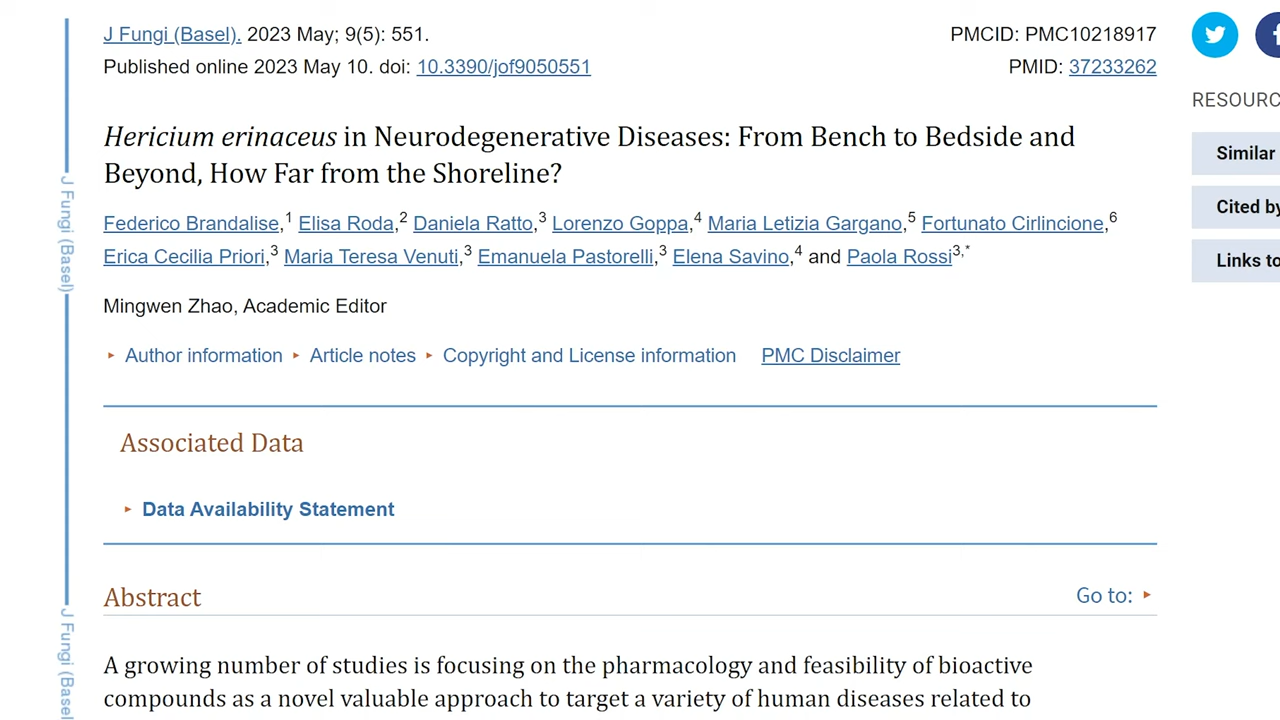 J Fungi (Basel). 2023 May; 9(5): 551.
PMCID: PMC10218917
Published online 2023 May 10. doi: 10.3390/jof9050551
PMID: 37233262
RESOURC
Hericium erinaceus in Neurodegenerative Diseases: From Bench to Bedside and
Beyond, How Far from the Shoreline?
Similar
Cited by
Links to
Federico Brandalise,1 Elisa Roda,2 Daniela Ratto,3 Lorenzo Goppa,4 Maria Letizia Gargano,5 Fortunato Cirlincione,6
Erica Cecilia Priori,3 Maria Teresa Venuti,3 Emanuela Pastorelli,3 Elena Savino,4 and Paola Rossi3,*
Mingwen Zhao, Academic Editor
Author information Article notes Copyright and License information PMC Disclaimer
Associated Data
Data Availability Statement
Abstract
Go to:
A growing number of studies is focusing on the pharmacology and feasibility of bioactive
compounds as a novel valuable approach to target a variety of human diseases related to
J Fungi (Basel)
J Fungi (Basel